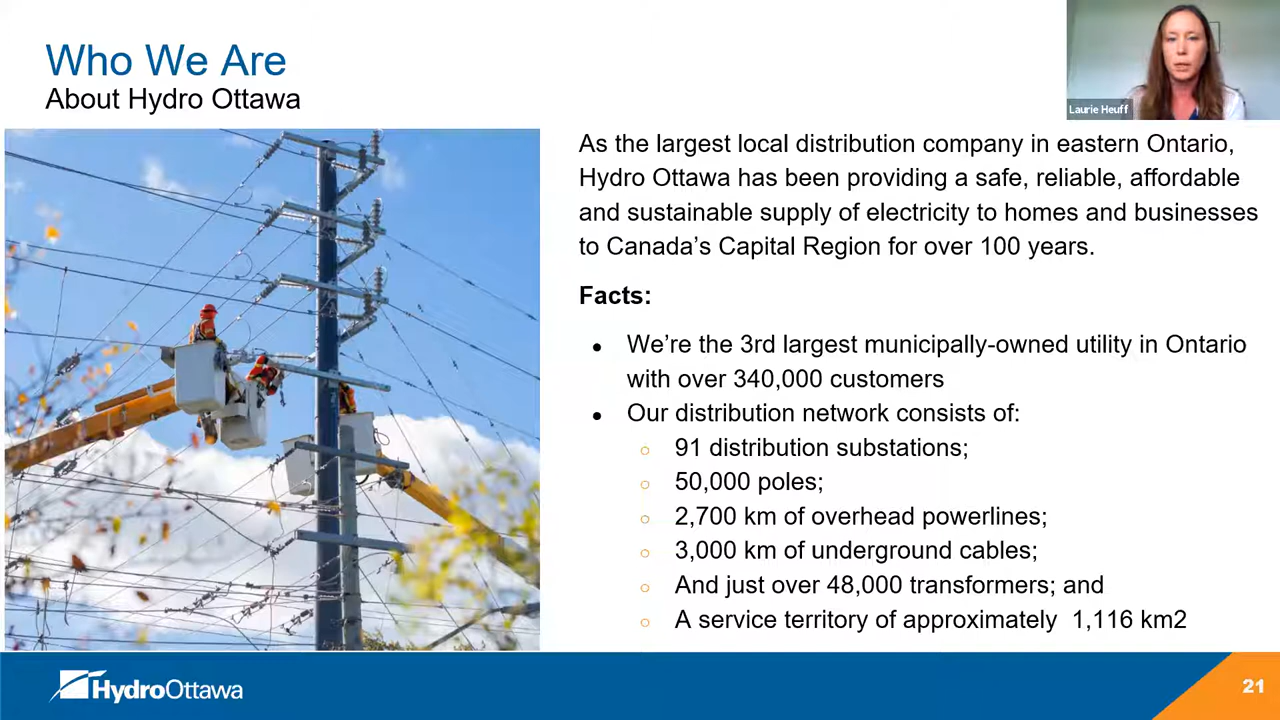 Who We Are
About Hydro Ottawa
Laurie Heuff
As the largest local distribution company in eastern Ontario,
Hydro Ottawa has been providing a safe, reliable, affordable
and sustainable supply of electricity to homes and businesses
to Canada’s Capital Region for over 100 years.
Facts:
● We’re the 3rd largest municipally-owned utility in Ontario
with over 340,000 customers
● Our distribution network consists of:
○ 91 distribution substations;
○ 50,000 poles;
○ 2,700 km of overhead powerlines;
○ 3,000 km of underground cables;
○ And just over 48,000 transformers; and
○ A service territory of approximately 1,116 km2
HydroOttawa
21